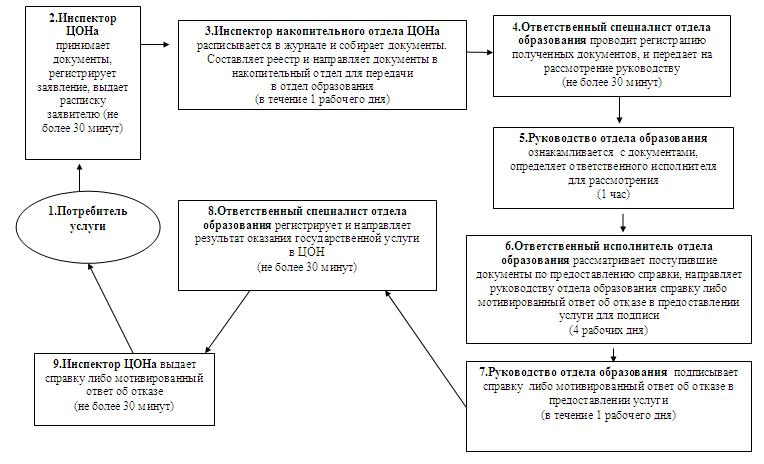 2.Инспектор
ЦОНа
принимает
документы,
регистрирует
заявление, выдает
расписку
заявителю (не
более 30 минут)
3.Инспектор накопительного отдела ЦОНа
расписывается в журнале и собирает документы.
Составляет реестр и направляет документы в
накопительный отдел для передачи
в отдел образования
(в течение 1 рабочего дня)
4.Ответственный специалист отдела
образования проводит регистрацию
полученных документов, и передает на
рассмотрение руководству
(не более 30 минут)
5.Руководство отдела образования
ознакамливается с документами,
определяет ответственного исполнителя
для рассмотрения
(1 час)
1.Потребитель
услуги
8.Ответственный специалист отдела
образования регистрирует и направляет
результат оказания государственной услуги
в ЦОН
(не более 30 минут)
6.Ответственный исполнитель отдела
образования рассматривает поступившие
документы по предоставлению справки, направляет
руководству отдела образования справку либо
мотивированный ответ об отказе в предоставлении
услуги для подписи
(4 рабочих дня)
9.Инспектор ЦОНа выдает
справку либо мотивированный
ответ об отказе
(не более 30 минут)
7.Руководство отдела образования подписывает
справку либо мотивированный ответ об отказе в
предоставлении услуги
(в течение 1 рабочего дня)